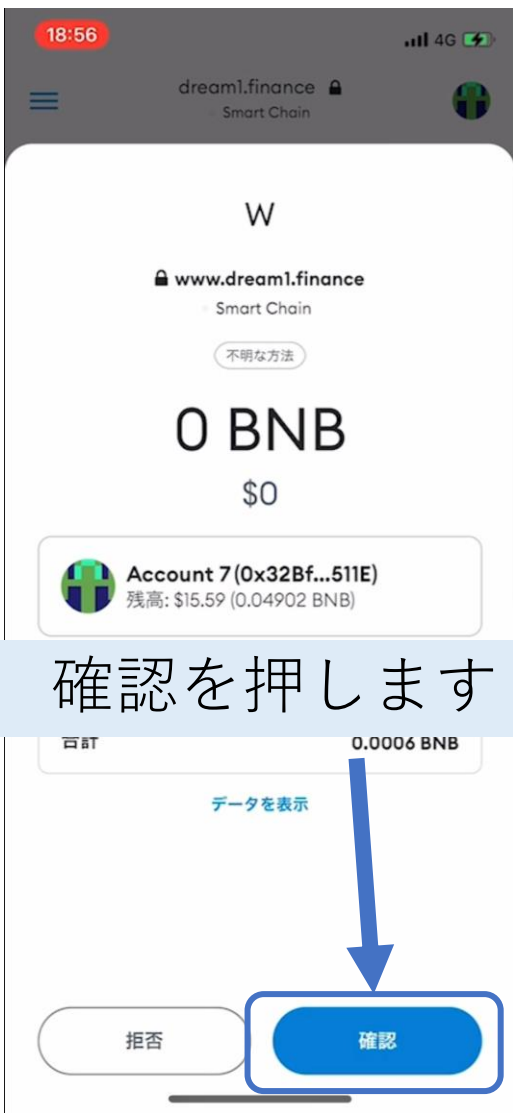 18:56
4G
dream1.finance
Smart Chain
W
www.dream1.finance
Smart Chain
不明な方法
0 BNB
$0
Account 7 (0x32Bf...511E)
残高: $15.59 (0.04902 BNB)
確認を押します
合計 0.0006 BNB
データを表示
拒否 確認